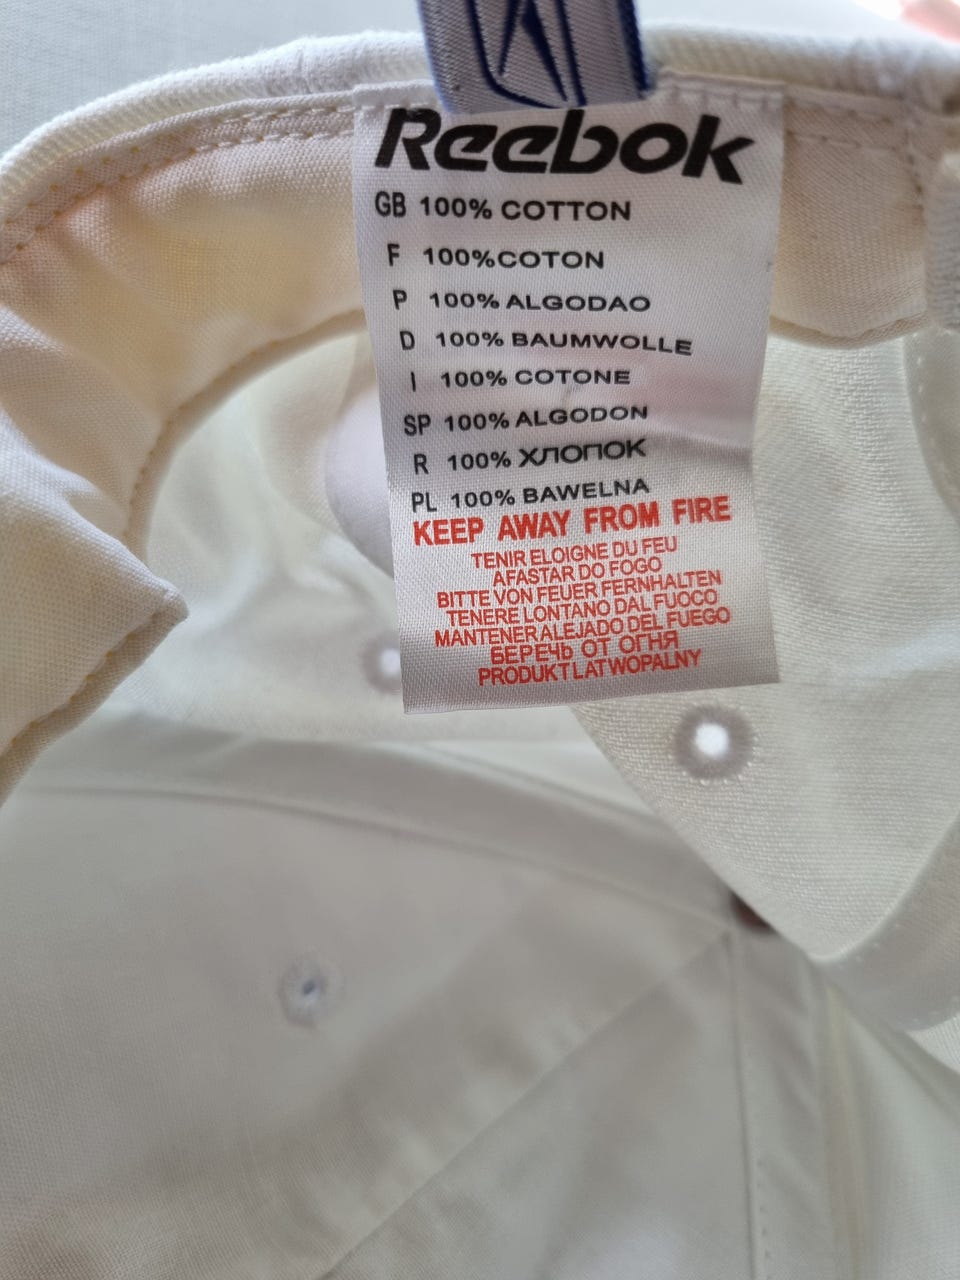 Reebok
GB 100% COTTON
F 100%COTON
P 100% ALGODAO
D 100% BAUMWOLLE
I 100% COTONE
SP 100% ALGODON
R 100% ХЛОПОК
PL 100% BAWELNA
KEEP AWAY FROM FIRE
TENIR ELOIGNE DU FEU
AFASTAR DO FOGO
BITTE VON FEUER FERNHALTEN
TENERE LONTANO DAL FUOCO
MANTENER ALEJADO DEL FUEGO
БЕРЕЧЬ ОТ ОГНЯ
PRODUKT LATWOPALNY